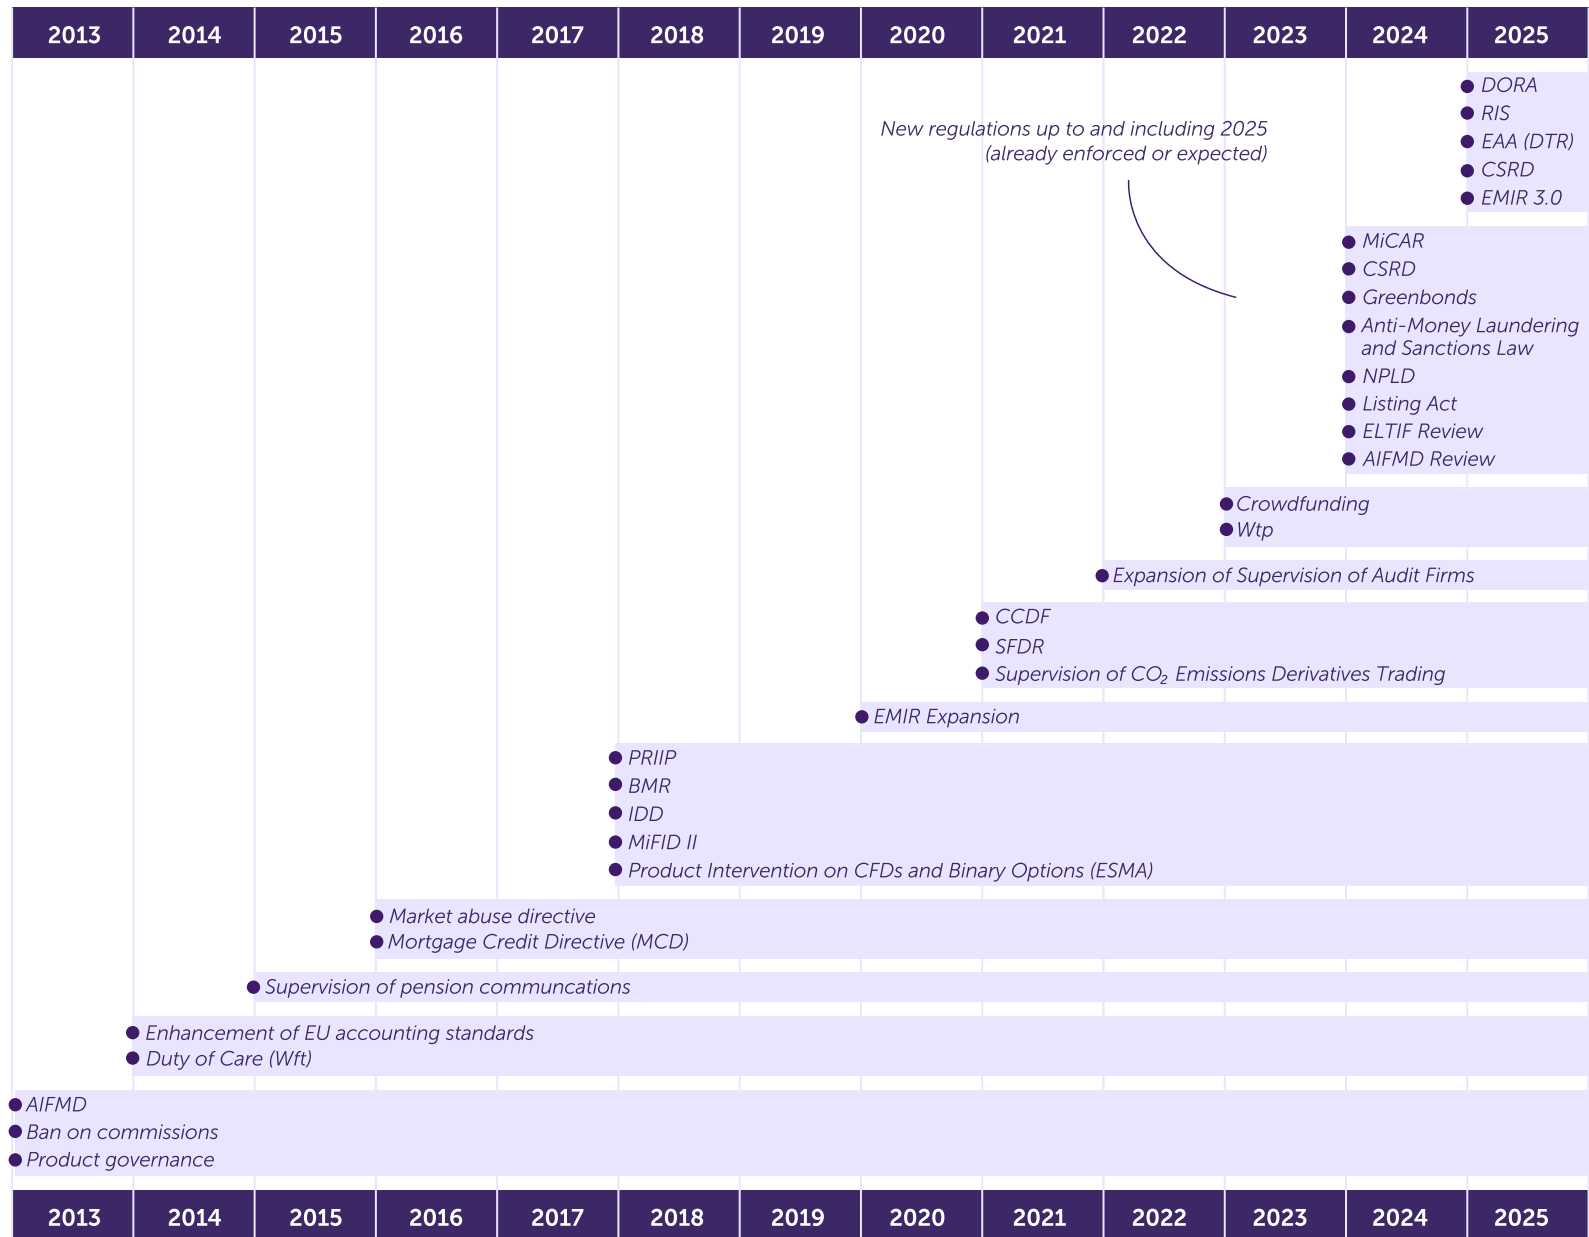 2013 2014 2015 2016 2017 2018 2019 2020 2021 2022 2023 2024 2025
DORA
RIS
EAA (DTR)
CSRD
EMIR 3.0
New regulations up to and including 2025
(already enforced or expected)
MiCAR
CSRD
Greenbonds
Anti-Money Laundering
and Sanctions Law
NPLD
Listing Act
ELTIF Review
AIFMD Review
Crowdfunding
Wtp
Expansion of Supervision of Audit Firms
CCDF
SFDR
Supervision of CO₂ Emissions Derivatives Trading
EMIR Expansion
PRIIP
BMR
IDD
MiFID II
Product Intervention on CFDs and Binary Options (ESMA)
Market abuse directive
Mortgage Credit Directive (MCD)
Supervision of pension communcations
Enhancement of EU accounting standards
Duty of Care (Wft)
AIFMD
Ban on commissions
Product governance
2013 2014 2015 2016 2017 2018 2019 2020 2021 2022 2023 2024 2025